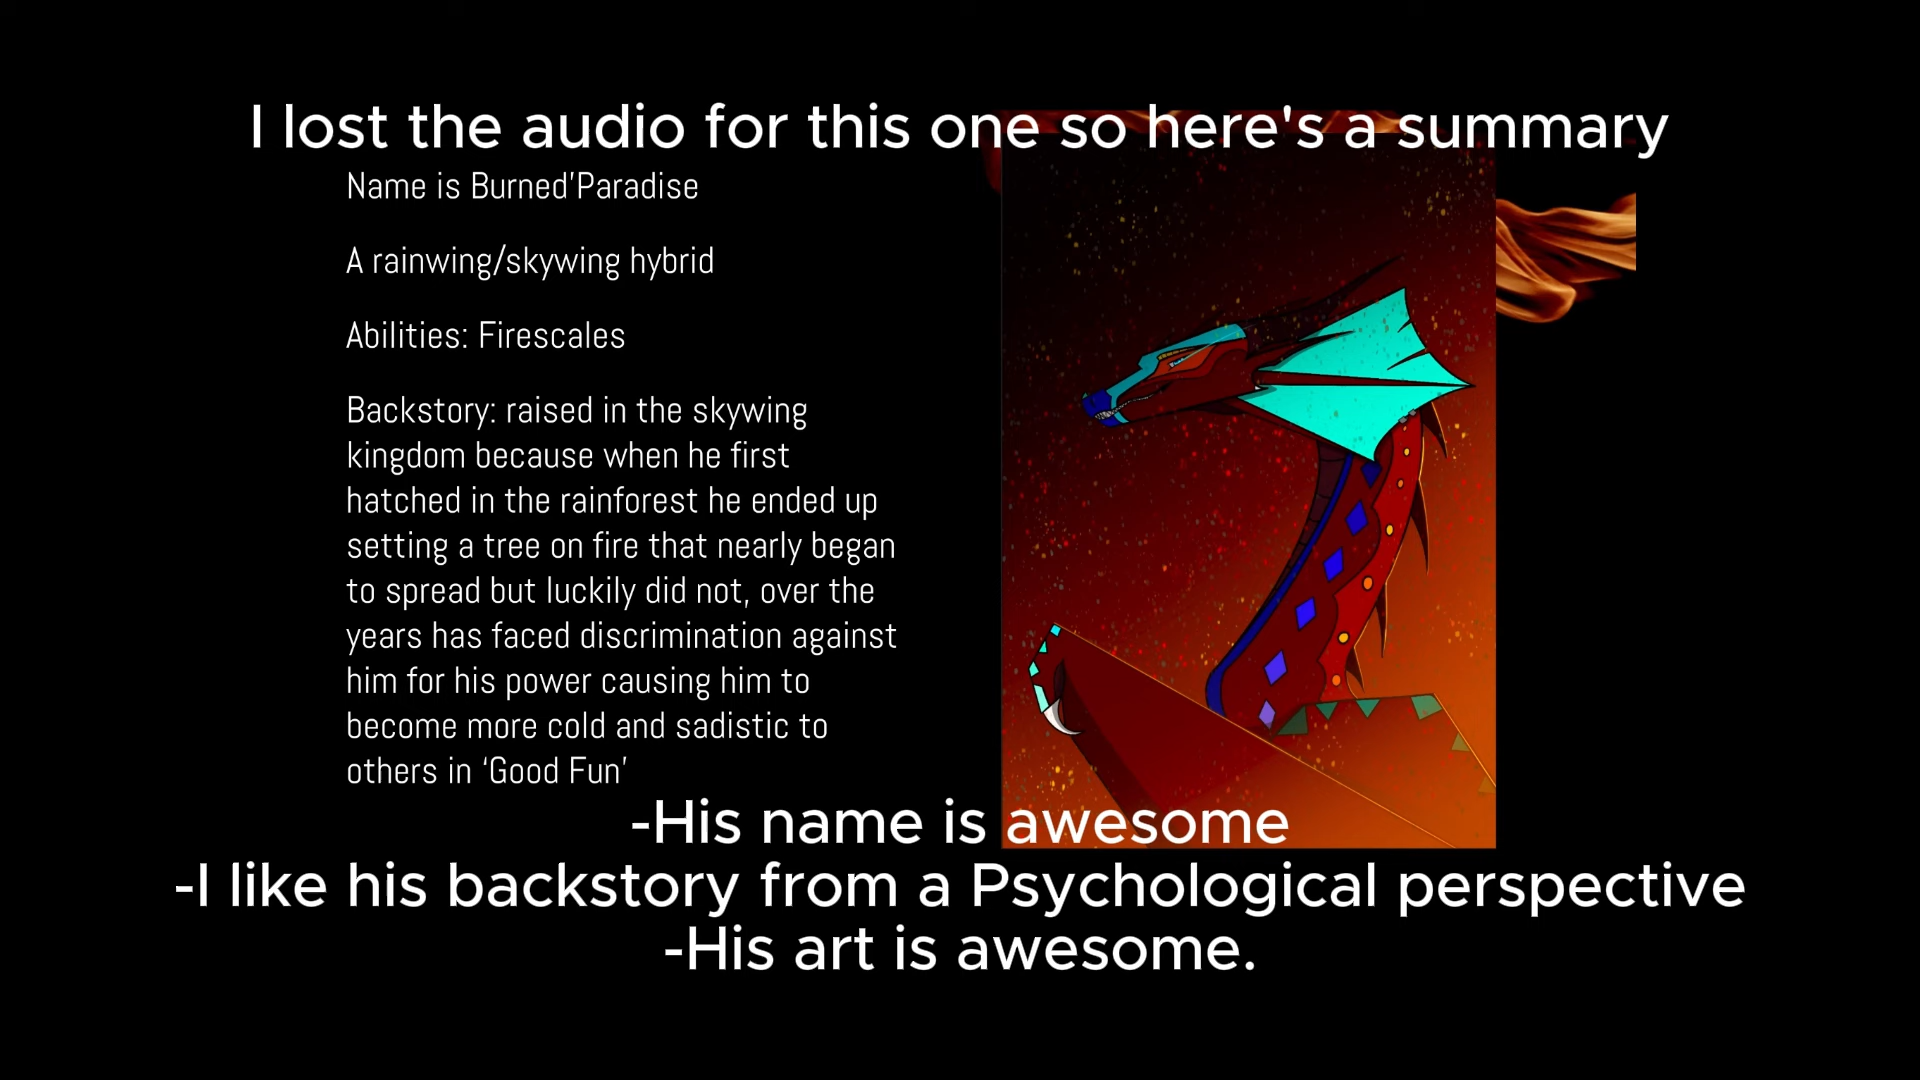 I lost the audio for this one so here's a summary
Name is Burned'Paradise
A rainwing/skywing hybrid
Abilities: Firescales
Backstory: raised in the skywing
kingdom because when he first
hatched in the rainforest he ended up
setting a tree on fire that nearly began
to spread but luckily did not, over the
years has faced discrimination against
him for his power causing him to
become more cold and sadistic to
others in ‘Good Fun’
-His name is awesome
-I like his backstory from a Psychological perspective
-His art is awesome.